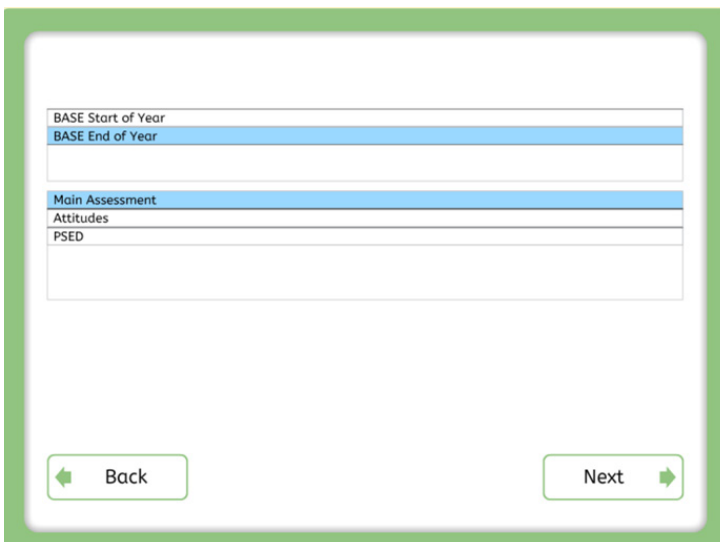 BASE Start of Year
BASE End of Year
Main Assessment
Attitudes
PSED
Back
Next